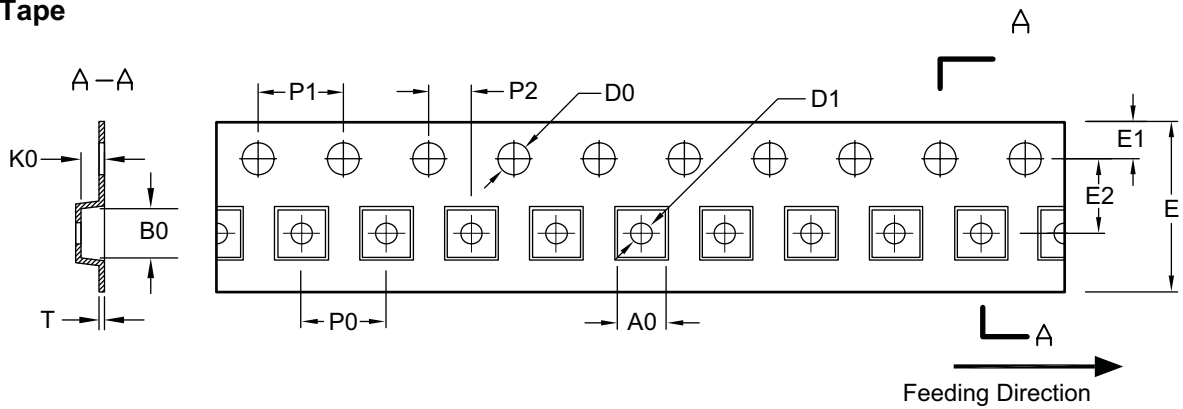 Tape
A
A-A
P1
P2
D0
D1
E1
K0
E2
E
B0
T
P0
A0
A
Feeding Direction